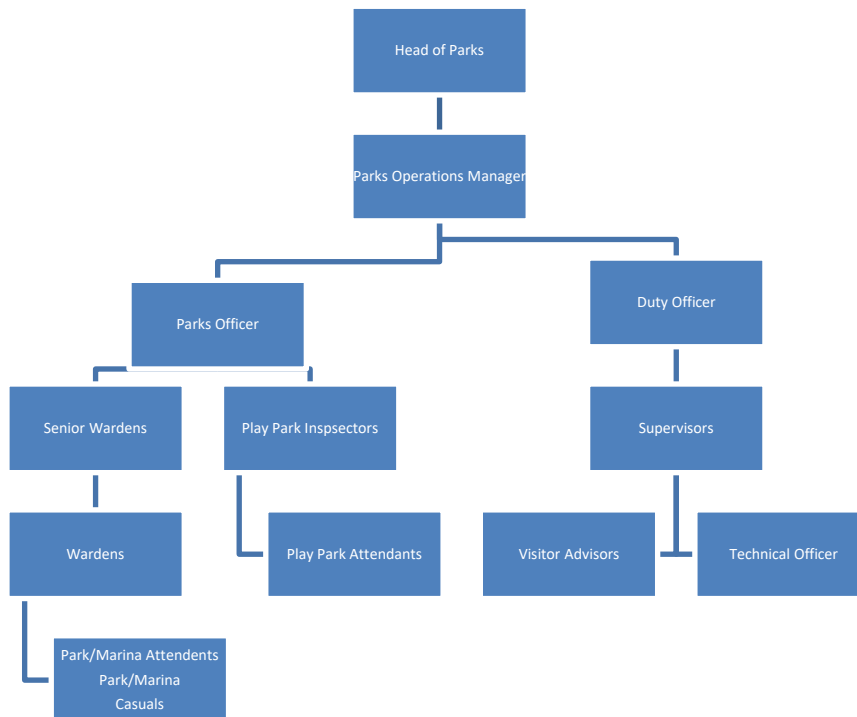 Head of Parks
Parks Operations Manager
Parks Officer
Duty Officer
Senior Wardens
Play Park Inspsectors
Supervisors
Wardens
Play Park Attendants
Visitor Advisors
Technical Officer
Park/Marina Attendents
Park/Marina
Casuals